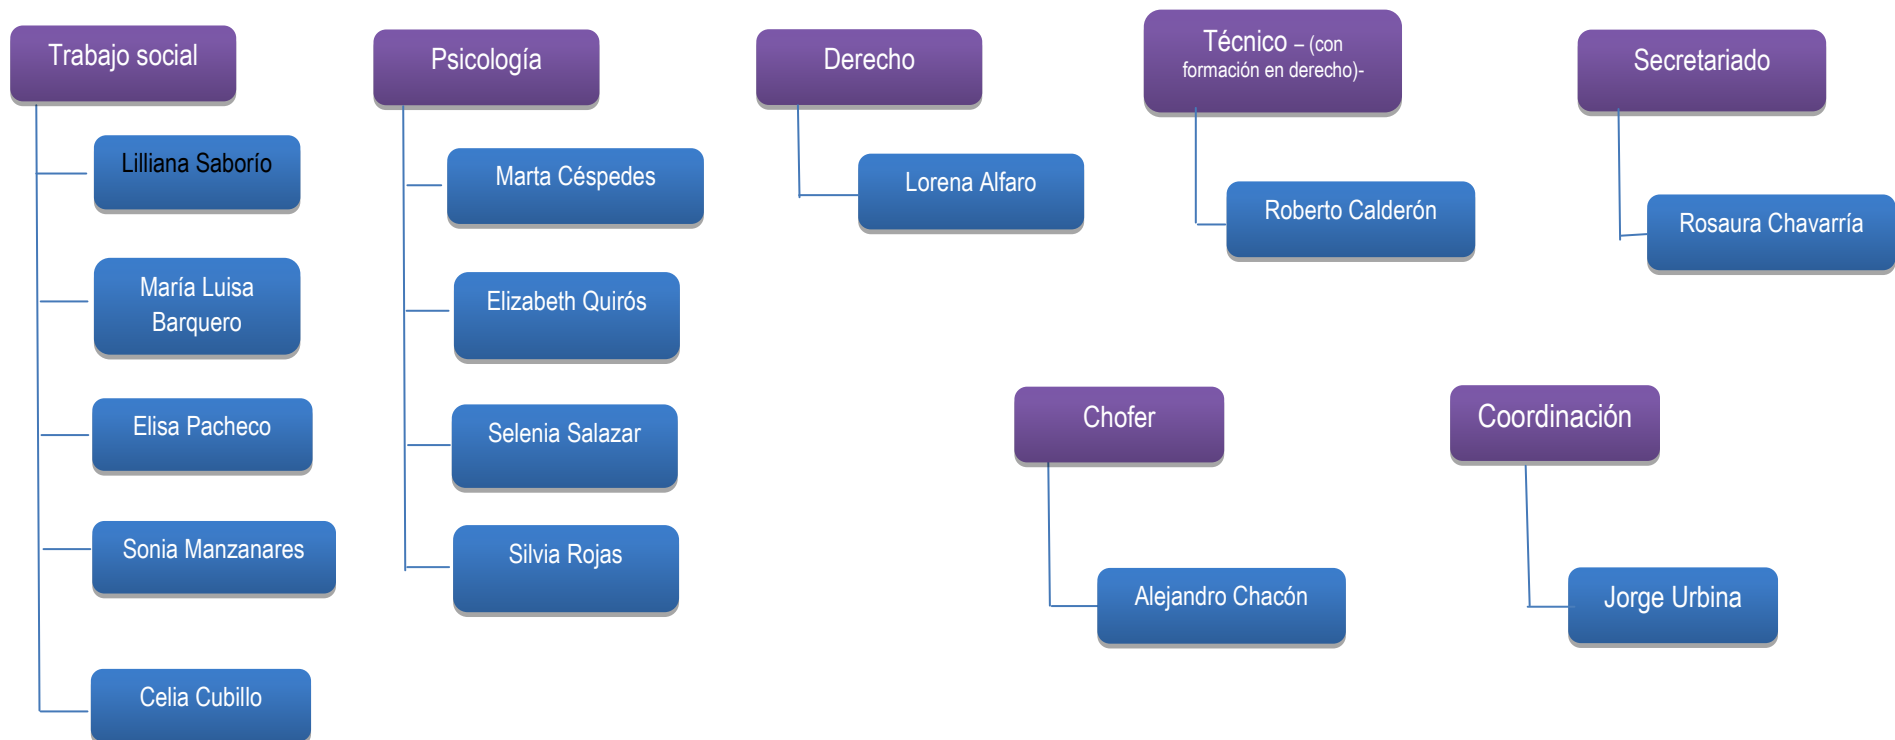 Trabajo social
Lilliana Saborío
María Luisa
Barquero
Elisa Pacheco
Sonia Manzanares
Celia Cubillo
Psicología
Marta Céspedes
Elizabeth Quirós
Selenia Salazar
Silvia Rojas
Derecho
Lorena Alfaro
Técnico – (con
formación en derecho)-
Roberto Calderón
Secretariado
Rosaura Chavarría
Chofer
Alejandro Chacón
Coordinación
Jorge Urbina